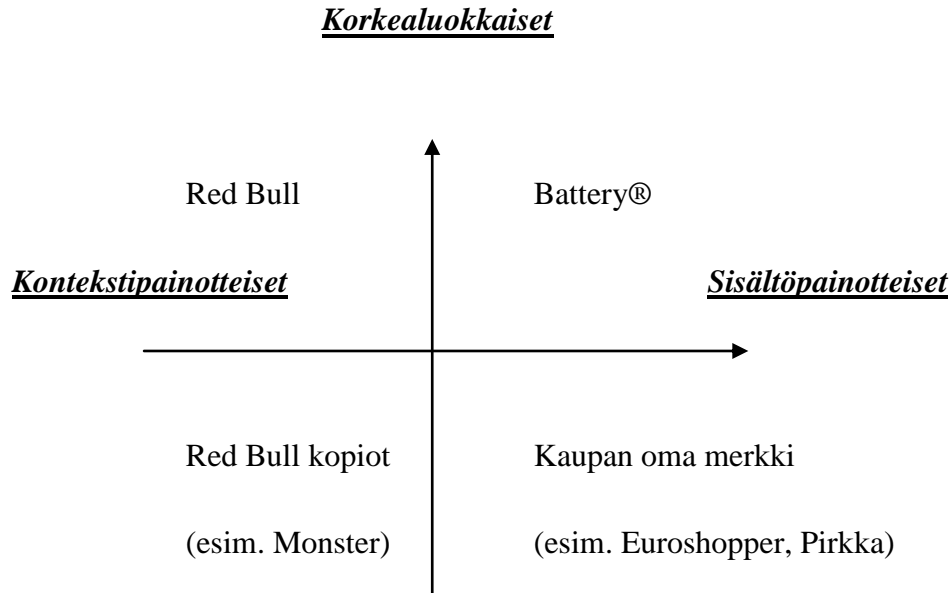 Korkealuokkaiset
Red Bull
Battery®
Kontekstipainotteiset
Sisältöpainotteiset
Red Bull kopiot
Kaupan oma merkki
(esim. Monster)
(esim. Euroshopper, Pirkka)